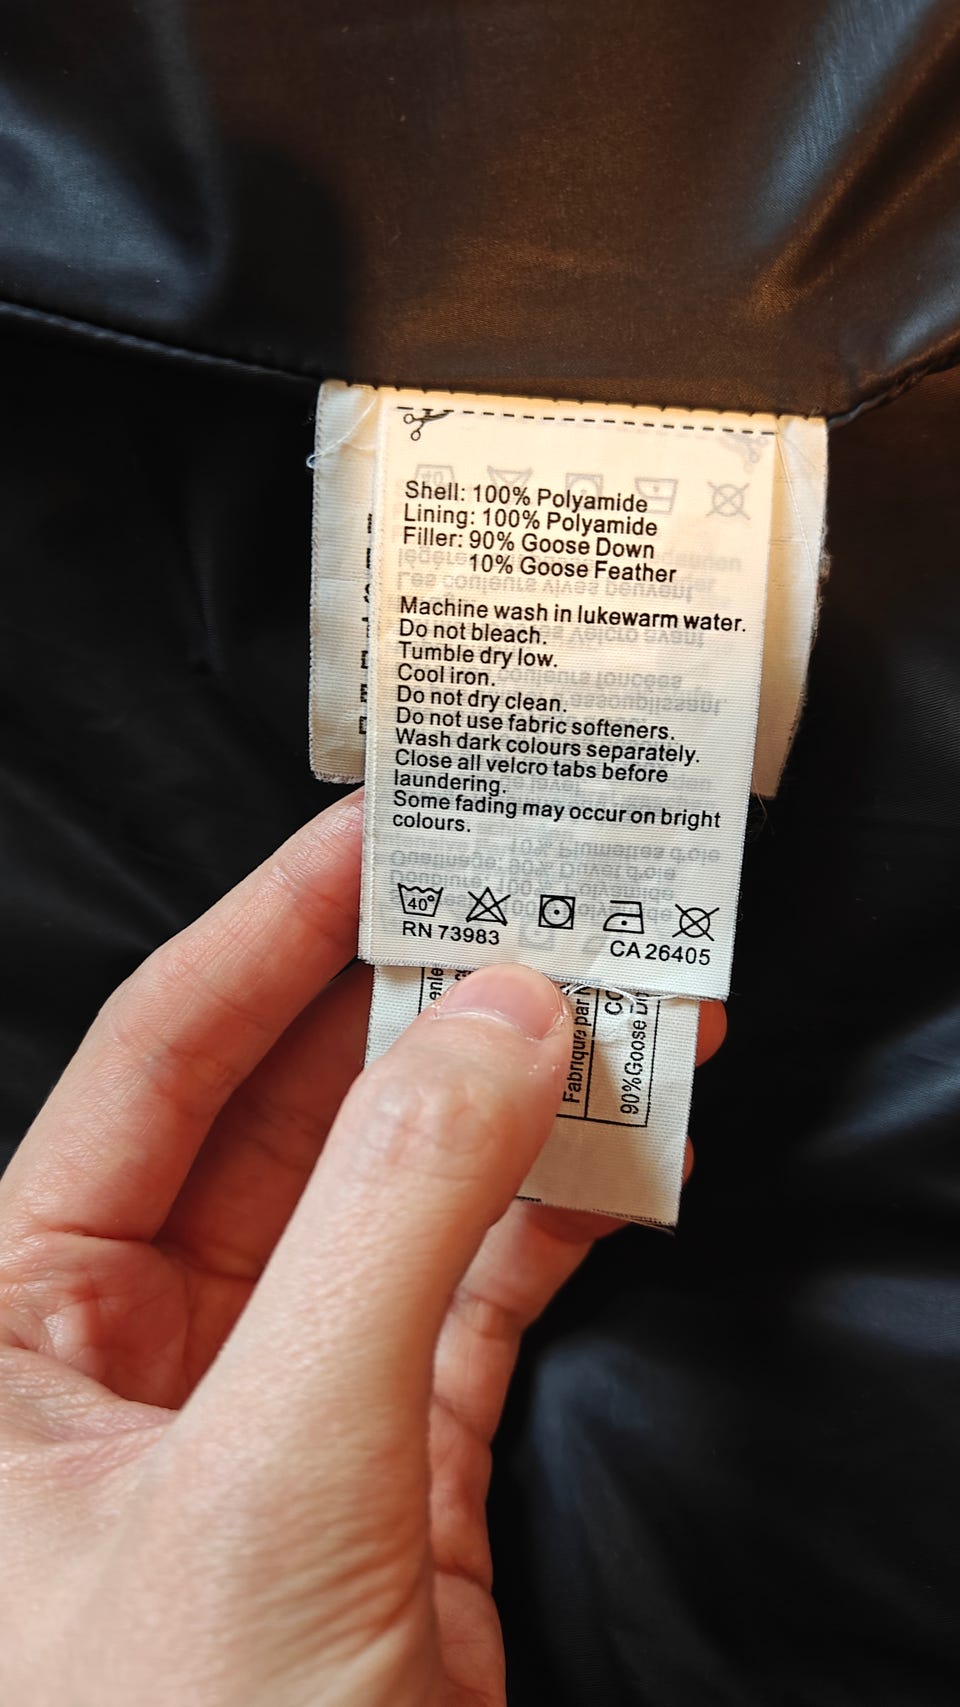 Shell: 100% Polyamide
Lining: 100% Polyamide
Filler: 90% Goose Down
10% Goose Feather
Machine wash in lukewarm water.
Do not bleach.
Tumble dry low.
Cool iron.
Do not dry clean.
Do not use fabric softeners.
Wash dark colours separately.
Close all velcro tabs before
laundering.
Some fading may occur on bright
colours.
40°
RN 73983
CA 26405
Fabrique par
90%Goose